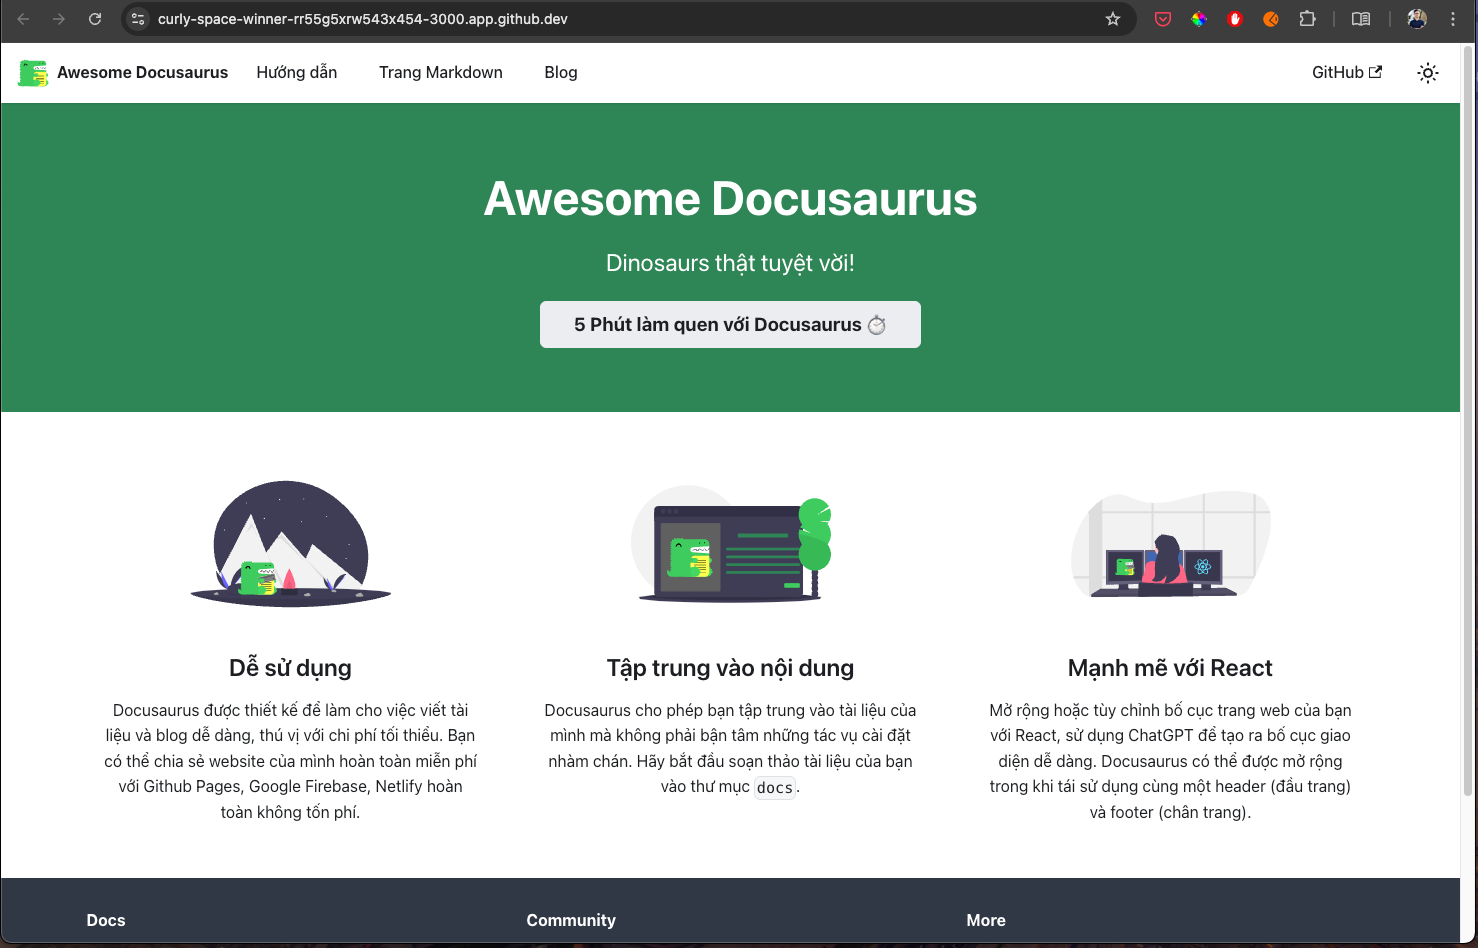 curly-space-winner-rr55g5xrw543x454-3000.app.github.dev
Awesome Docusaurus Hướng dẫn Trang Markdown Blog GitHub
Awesome Docusaurus
Dinosaurs thật tuyệt vời!
5 Phút làm quen với Docusaurus ⏱️
Dễ sử dụng
Docusaurus được thiết kế để làm cho việc viết tài
liệu và blog dễ dàng, thú vị với chi phí tối thiểu. Bạn
có thể chia sẻ website của mình hoàn toàn miễn phí
với Github Pages, Google Firebase, Netlify hoàn
toàn không tốn phí.
Tập trung vào nội dung
Docusaurus cho phép bạn tập trung vào tài liệu của
mình mà không phải bận tâm những tác vụ cài đặt
nhàm chán. Hãy bắt đầu soạn thảo tài liệu của bạn
vào thư mục docs.
Mạnh mẽ với React
Mở rộng hoặc tùy chỉnh bố cục trang web của bạn
với React, sử dụng ChatGPT để tạo ra bố cục giao
diện dễ dàng. Docusaurus có thể được mở rộng
trong khi tái sử dụng cùng một header (đầu trang)
và footer (chân trang).
Docs Community More